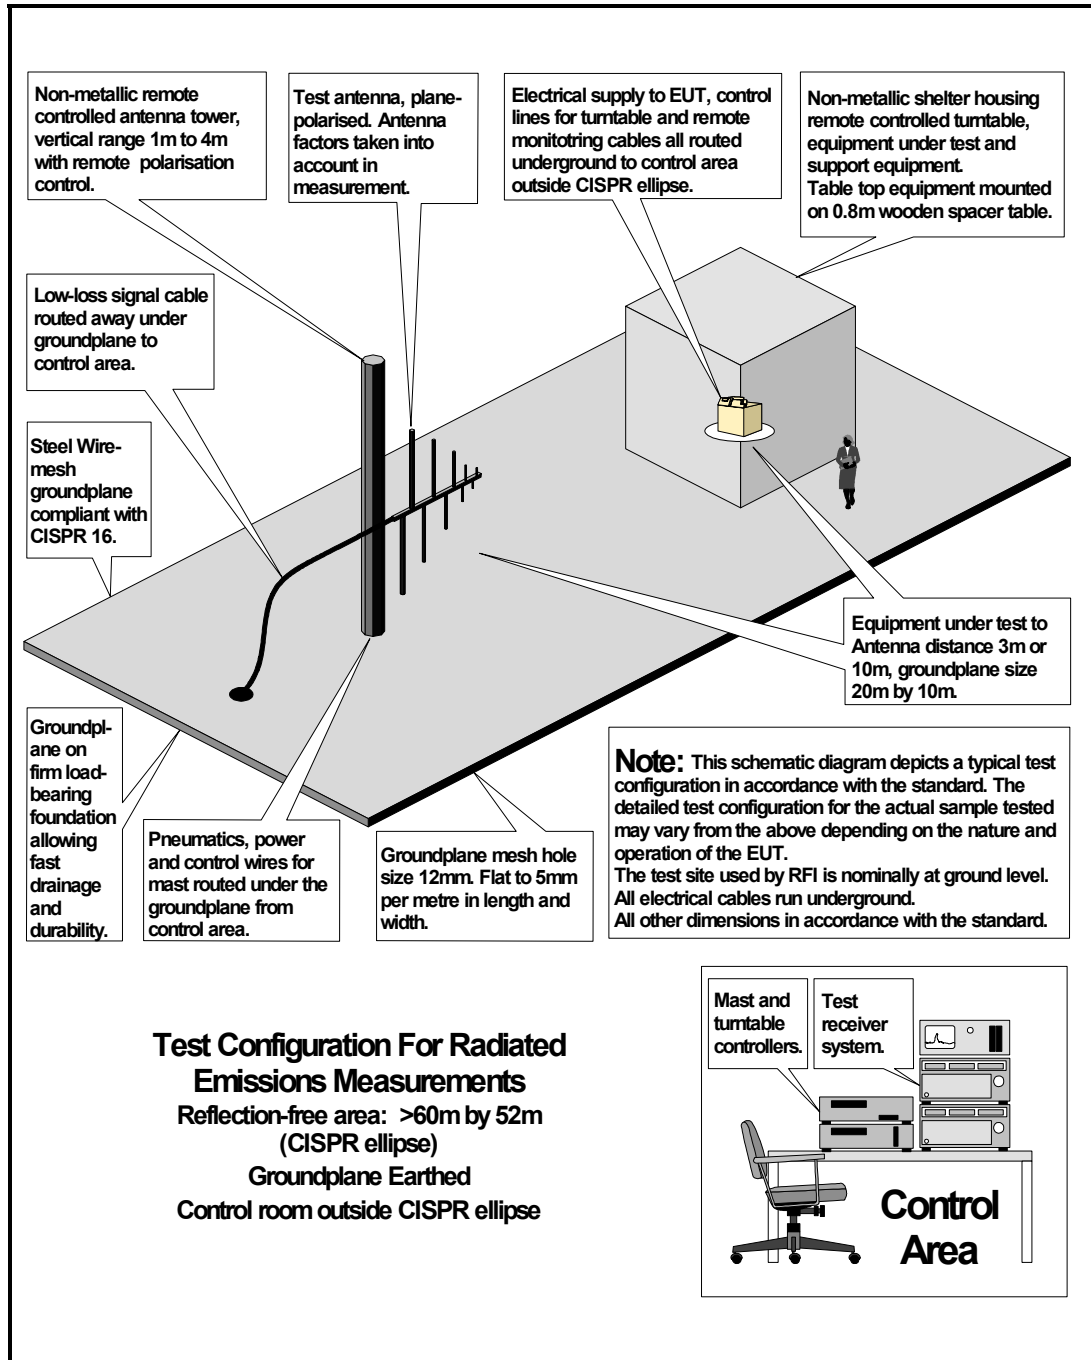 Non-metallic remote
controlled antenna tower,
vertical range 1m to 4m
with remote polarisation
control.
Test antenna, plane-
polarised. Antenna
factors taken into
account in
measurement.
Electrical supply to EUT, control
lines for turntable and remote
monitotring cables all routed
underground to control area
outside CISPR ellipse.
Non-metallic shelter housing
remote controlled turntable,
equipment under test and
support equipment.
Table top equipment mounted
on 0.8m wooden spacer table.
Low-loss signal cable
routed away under
groundplane to
control area.
Steel Wire-
mesh
groundplane
compliant with
CISPR 16.
Equipment under test to
Antenna distance 3m or
10m, groundplane size
20m by 10m.
Groundpl-
ane on
firm load-
bearing
foundation
allowing
fast
drainage
and
durability.
Pneumatics, power
and control wires for
mast routed under the
groundplane from
control area.
Groundplane mesh hole
size 12mm. Flat to 5mm
per metre in length and
width.
Note: This schematic diagram depicts a typical test
configuration in accordance with the standard. The
detailed test configuration for the actual sample tested
may vary from the above depending on the nature and
operation of the EUT.
The test site used by RFI is nominally at ground level.
All electrical cables run underground.
All other dimensions in accordance with the standard.
Test Configuration For Radiated
Emissions Measurements
Reflection-free area: >60m by 52m
(CISPR ellipse)
Groundplane Earthed
Control room outside CISPR ellipse
Mast and
turntable
controllers.
Test
receiver
system.
Control
Area